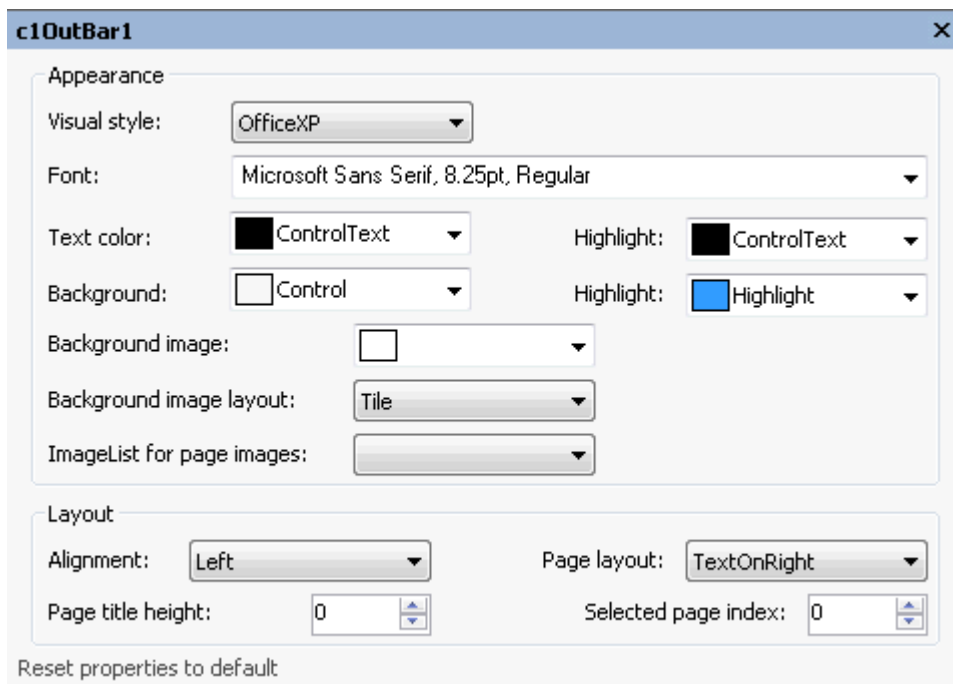 c1OutBar1
Appearance
Visual style: OfficeXP
Font: Microsoft Sans Serif, 8.25pt, Regular
Text color: ControlText Highlight: ControlText
Background: Control Highlight: Highlight
Background image:
Background image layout: Tile
ImageList for page images:
Layout
Alignment: Left Page layout: TextOnRight
Page title height: 0 Selected page index: 0
Reset properties to default